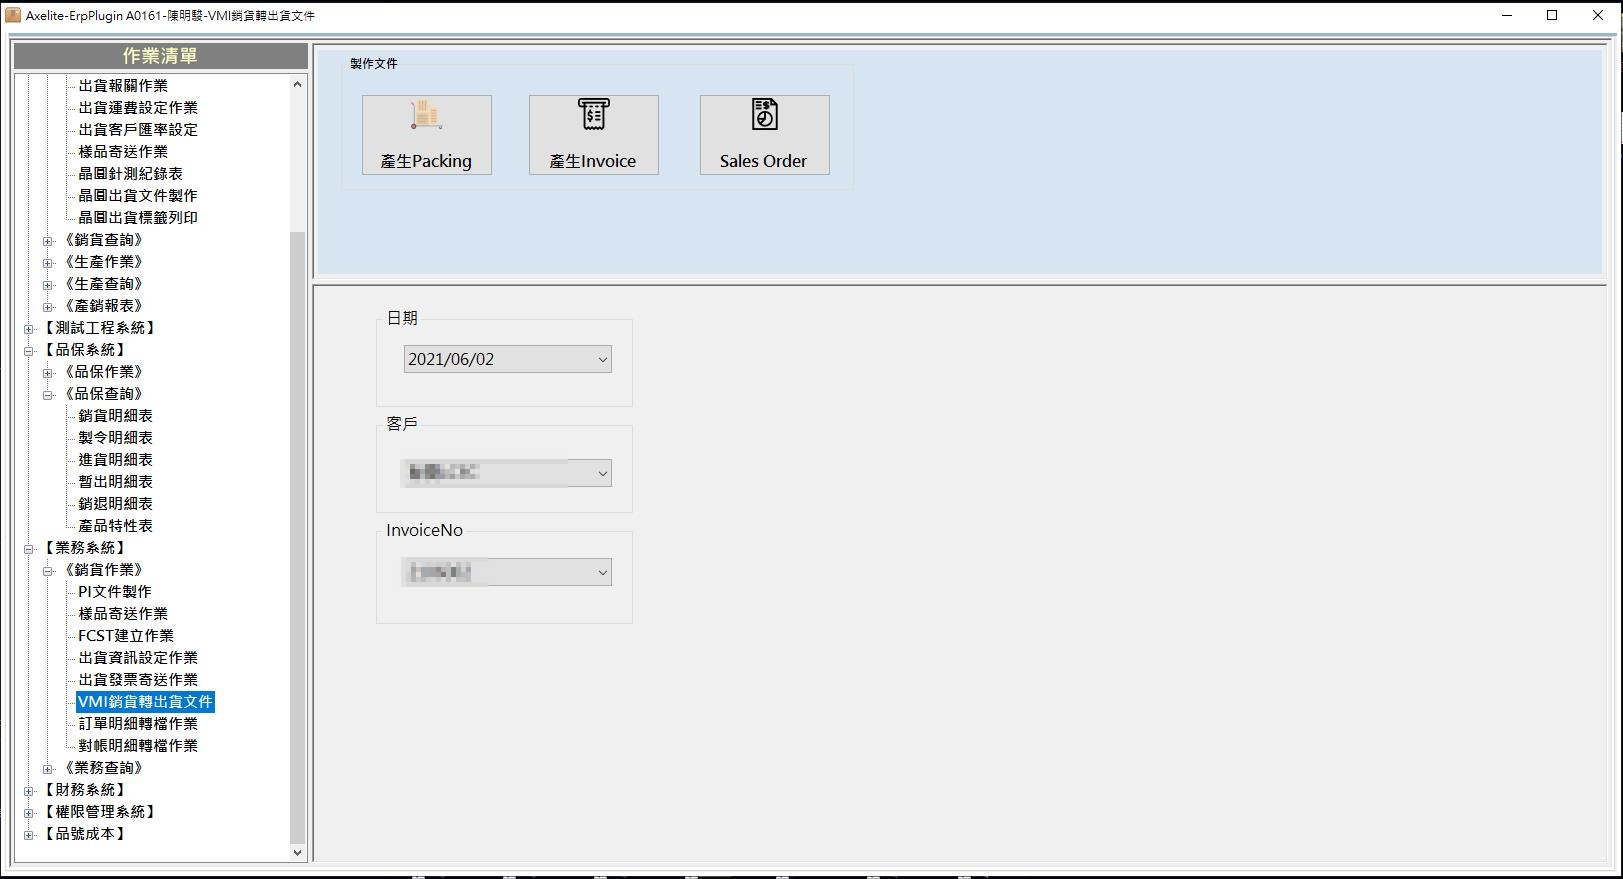 Axelite-ErpPlugin A0161-陳明駿-VMI銷貨轉出貨文件
作業清單
出貨報關作業
出貨運費設定作業
出貨客戶匯率設定
樣品寄送作業
晶圓針測紀錄表
晶圓出貨文件製作
晶圓出貨標籤列印
《銷貨查詢》
《生產作業》
《生產查詢》
《產銷報表》
【測試工程系統】
【品保系統】
《品保作業》
《品保查詢》
銷貨明細表
製令明細表
進貨明細表
暫出明細表
銷退明細表
產品特性表
【業務系統】
《銷貨作業》
PI文件製作
樣品寄送作業
FCST建立作業
出貨資訊設定作業
出貨發票寄送作業
VMI銷貨轉出貨文件
訂單明細轉檔作業
對帳明細轉檔作業
《業務查詢》
【財務系統】
【權限管理系統】
【品號成本】
製作文件
產生Packing
產生Invoice
Sales Order
日期
2021/06/02
客戶
InvoiceNo